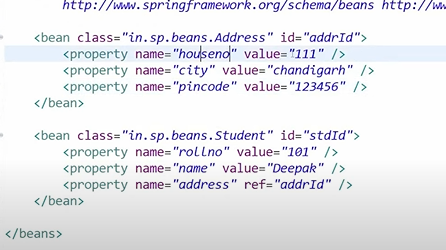 http://www.springframework.org/schema/beans http://ww
<bean class="in.sp.beans.Address" id="addrId">
<property name="houseno" value="111" />
<property name="city" value="chandigarh" />
<property name="pincode" value="123456" />
</bean>
<bean class="in.sp.beans.Student" id="stdId">
<property name="rollno" value="101" />
<property name="name" value="Deepak" />
<property name="address" ref="addrId" />
</bean>
</beans>